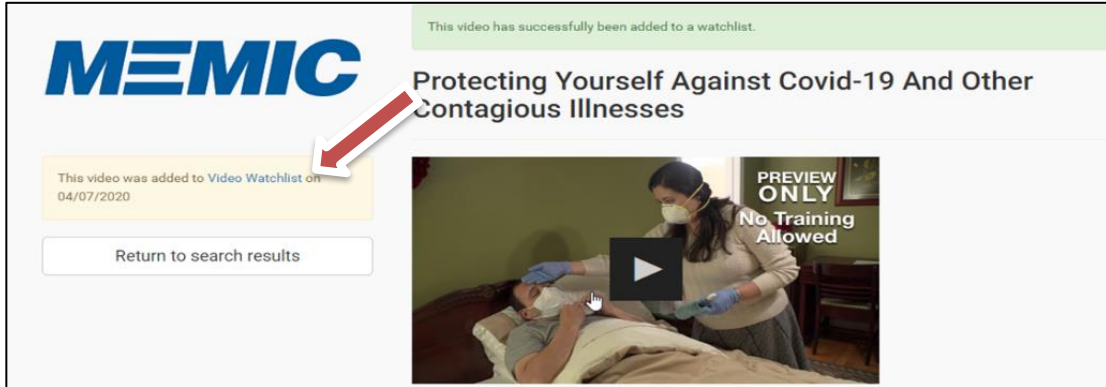 This video has successfully been added to a watchlist.
MEMIC
Protecting Yourself Against Covid-19 And Other
Contagious Illnesses
This video was added to Video Watchlist on
04/07/2020
Return to search results
PREVIEW
ONLY
No Training
Allowed